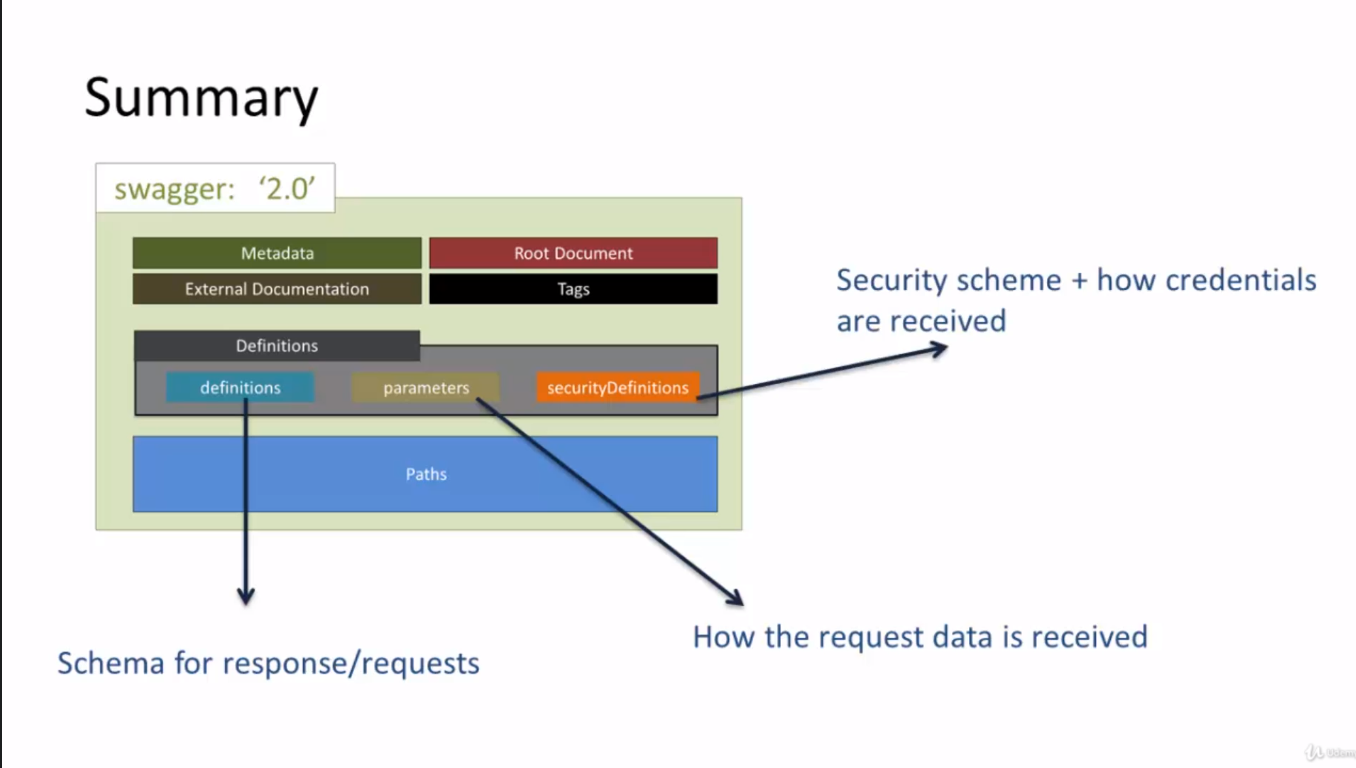 Summary
swagger: ‘2.0’
Metadata
Root Document
External Documentation
Tags
Definitions
definitions
parameters
securityDefinitions
Paths
Security scheme + how credentials
are received
How the request data is received
Schema for response/requests